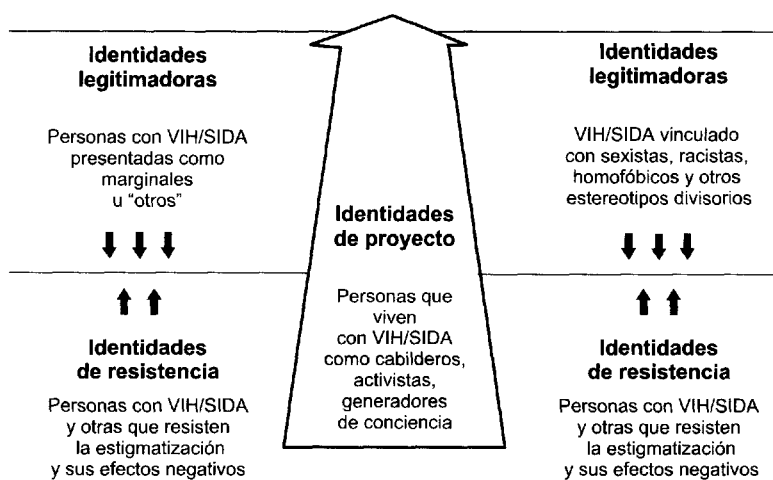 Identidades
legitimadoras
Personas con VIH/SIDA
presentadas como
marginales
u "otros"
Identidades
de resistencia
Personas con VIH/SIDA
y otras que resisten
la estigmatización
y sus efectos negativos
Identidades
de proyecto
Personas que
viven
con VIH/SIDA
como cabilderos,
activistas,
generadores
de conciencia
Identidades
legitimadoras
VIH/SIDA vinculado
con sexistas, racistas,
homofóbicos y otros
estereotipos divisorios
Identidades
de resistencia
Personas con VIH/SIDA
y otras que resisten
la estigmatización
y sus efectos negativos